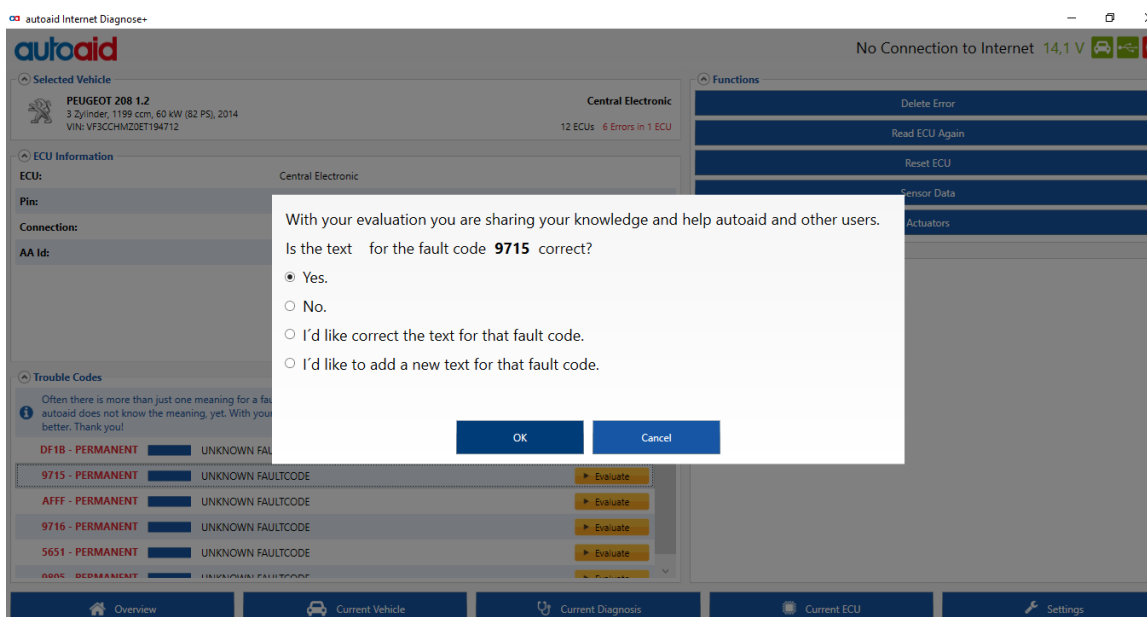 autoaid Internet Diagnose+
autoaid
No Connection to Internet 14,1 V
Selected Vehicle
PEUGEOT 208 1.2
3 Zylinder, 1199 ccm, 60 kW (82 PS), 2014
VIN: VF3CCHMZ0ET194712
Central Electronic
12 ECUs 6 Errors in 1 ECU
Functions
Delete Error
Read ECU Again
Reset ECU
Sensor Data
Actuators
ECU Information
ECU: Central Electronic
Pin:
Connection:
AA Id:
With your evaluation you are sharing your knowledge and help autoaid and other users.
Is the text for the fault code 9715 correct?
Yes.
No.
I´d like correct the text for that fault code.
I´d like to add a new text for that fault code.
OK Cancel
Trouble Codes
Often there is more than just one meaning for a
autoaid does not know the meaning, yet. With your
better. Thank you!
DF1B - PERMANENT UNKNOWN
9715 - PERMANENT UNKNOWN FAULTCODE Evaluate
AFFF - PERMANENT UNKNOWN FAULTCODE Evaluate
9716 - PERMANENT UNKNOWN FAULTCODE Evaluate
5651 - PERMANENT UNKNOWN FAULTCODE Evaluate
9805 - PERMANENT UNKNOWN FAULTCODE Evaluate
Overview Current Vehicle Current Diagnosis Current ECU Settings